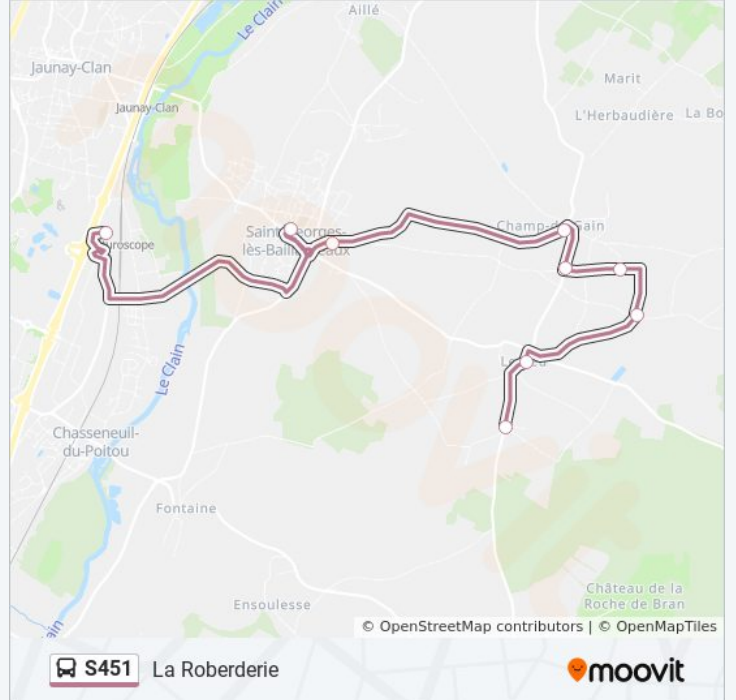 Aillé
Le Clain
Jaunay-Clan
Marit
Jaunay-Clan
L'Herbaudière
La Bo
Champ-de-Gain
Saint-Georges-
lès-Baillargeaux
uroscope
Le Clain
Chasseneuil-
du-Poitou
Fontaine
Château de la
Roche de Bran
Ensoulesse
ain
© OpenStreetMap contributors | © OpenMapTiles
S451 La Roberderie
moovit